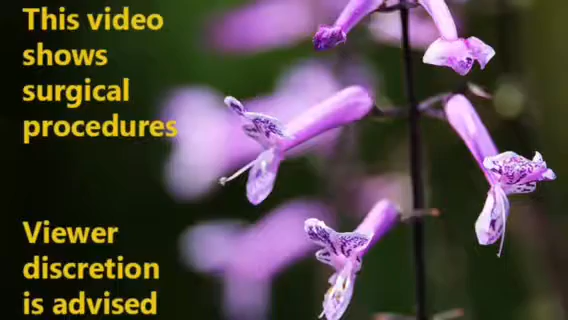 This video
shows
surgical
procedures
Viewer
discretion
is advised